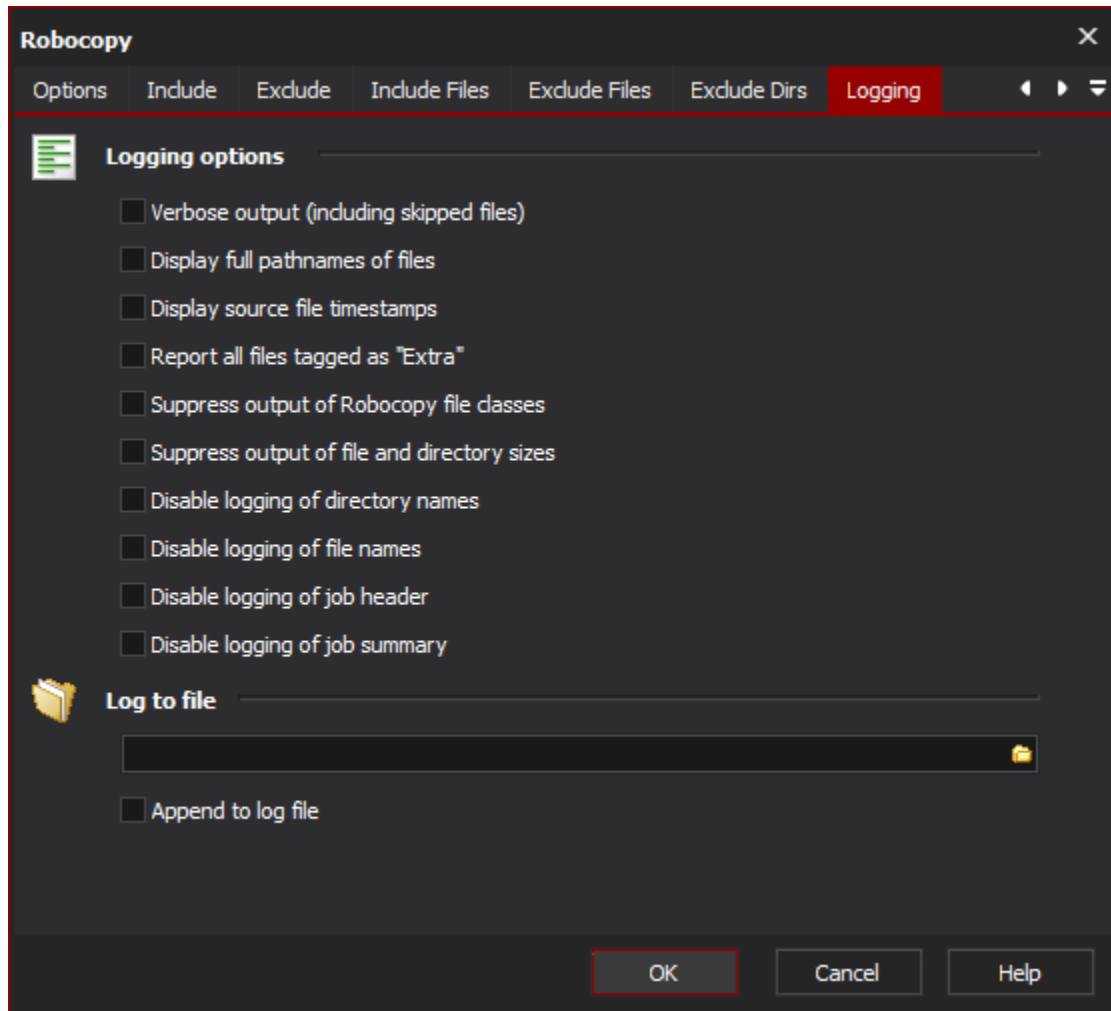 Robocopy
Options Include Exclude Include Files Exclude Files Exclude Dirs Logging
Logging options
Verbose output (including skipped files)
Display full pathnames of files
Display source file timestamps
Report all files tagged as "Extra"
Suppress output of Robocopy file classes
Suppress output of file and directory sizes
Disable logging of directory names
Disable logging of file names
Disable logging of job header
Disable logging of job summary
Log to file
Append to log file
OK Cancel Help